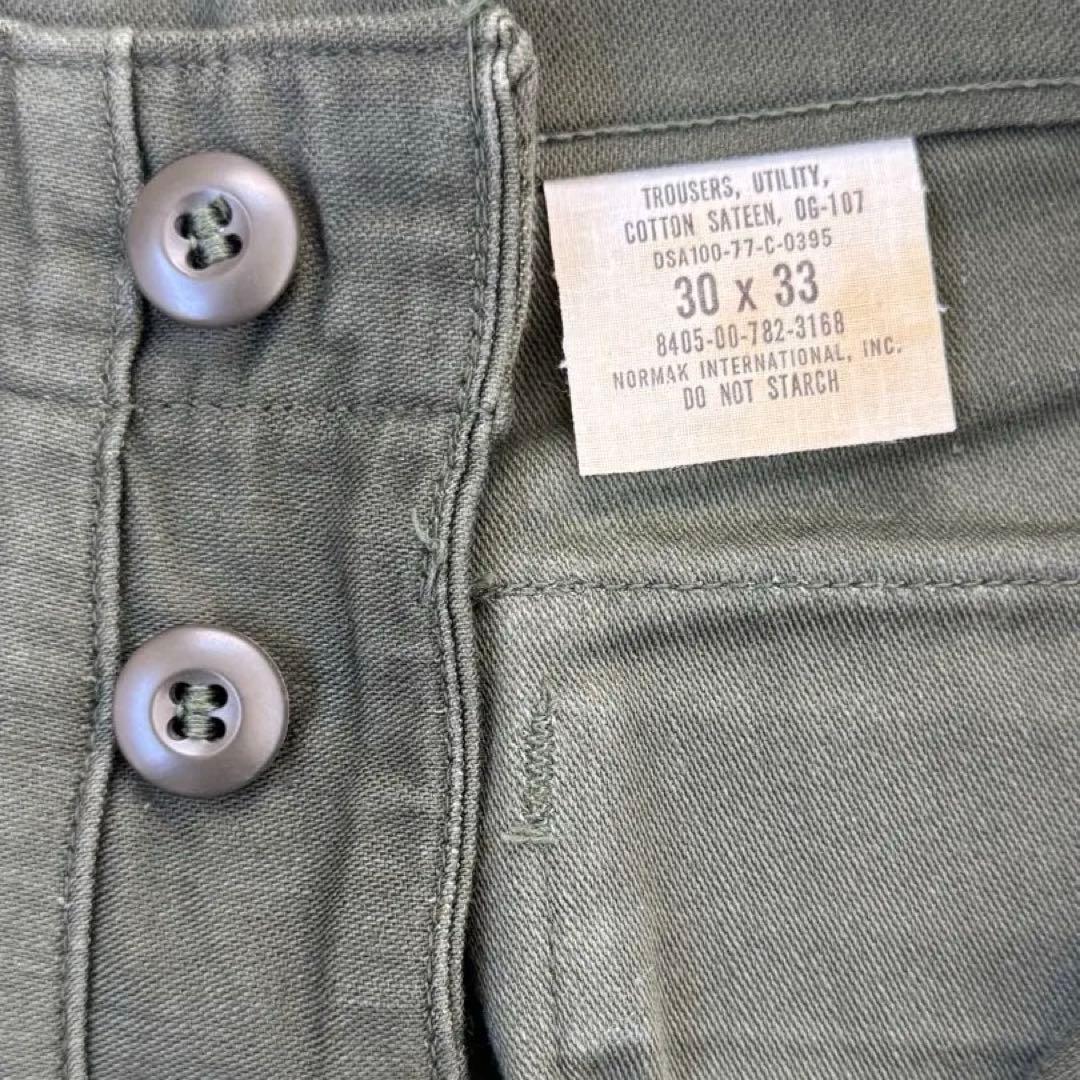 TROUSERS, UTILITY,
COTTON SATEEN, OG-107
DSA100-77-C-0395
30 x 33
8405-00-782-3168
NORMAK INTERNATIONAL, INC.
DO NOT STARCH